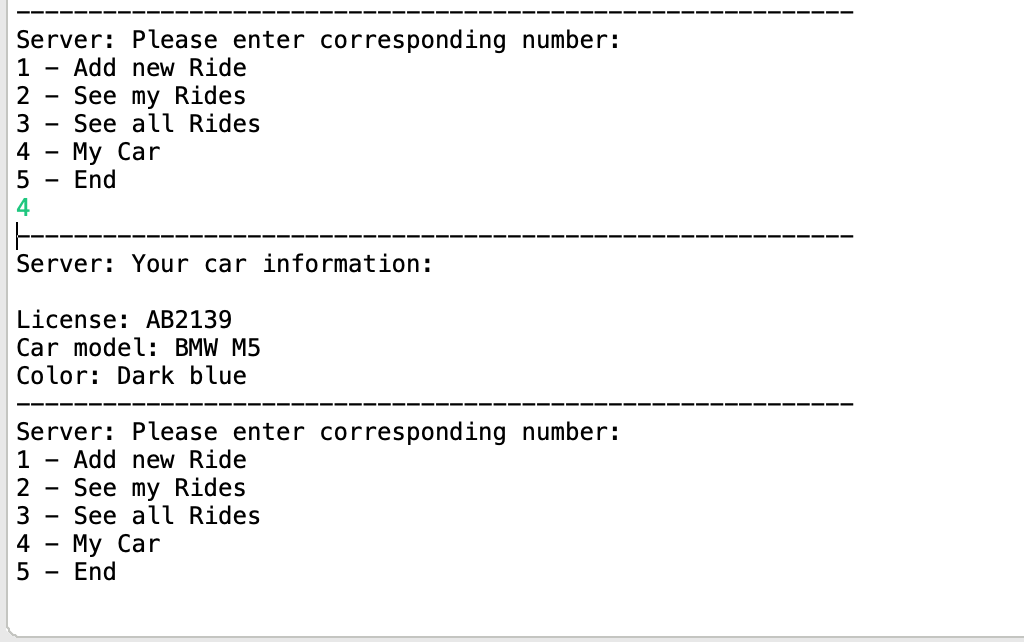 ----------------------------------------------------------
Server: Please enter corresponding number:
1 – Add new Ride
2 – See my Rides
3 – See all Rides
4 – My Car
5 – End
4
----------------------------------------------------------
Server: Your car information:
License: AB2139
Car model: BMW M5
Color: Dark blue
----------------------------------------------------------
Server: Please enter corresponding number:
1 – Add new Ride
2 – See my Rides
3 – See all Rides
4 – My Car
5 – End